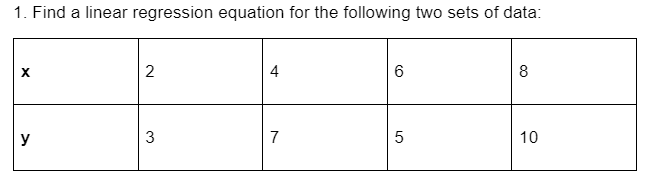 1. Find a linear regression equation for the following two sets of data:
x 2 4 6 8
y 3 7 5 10